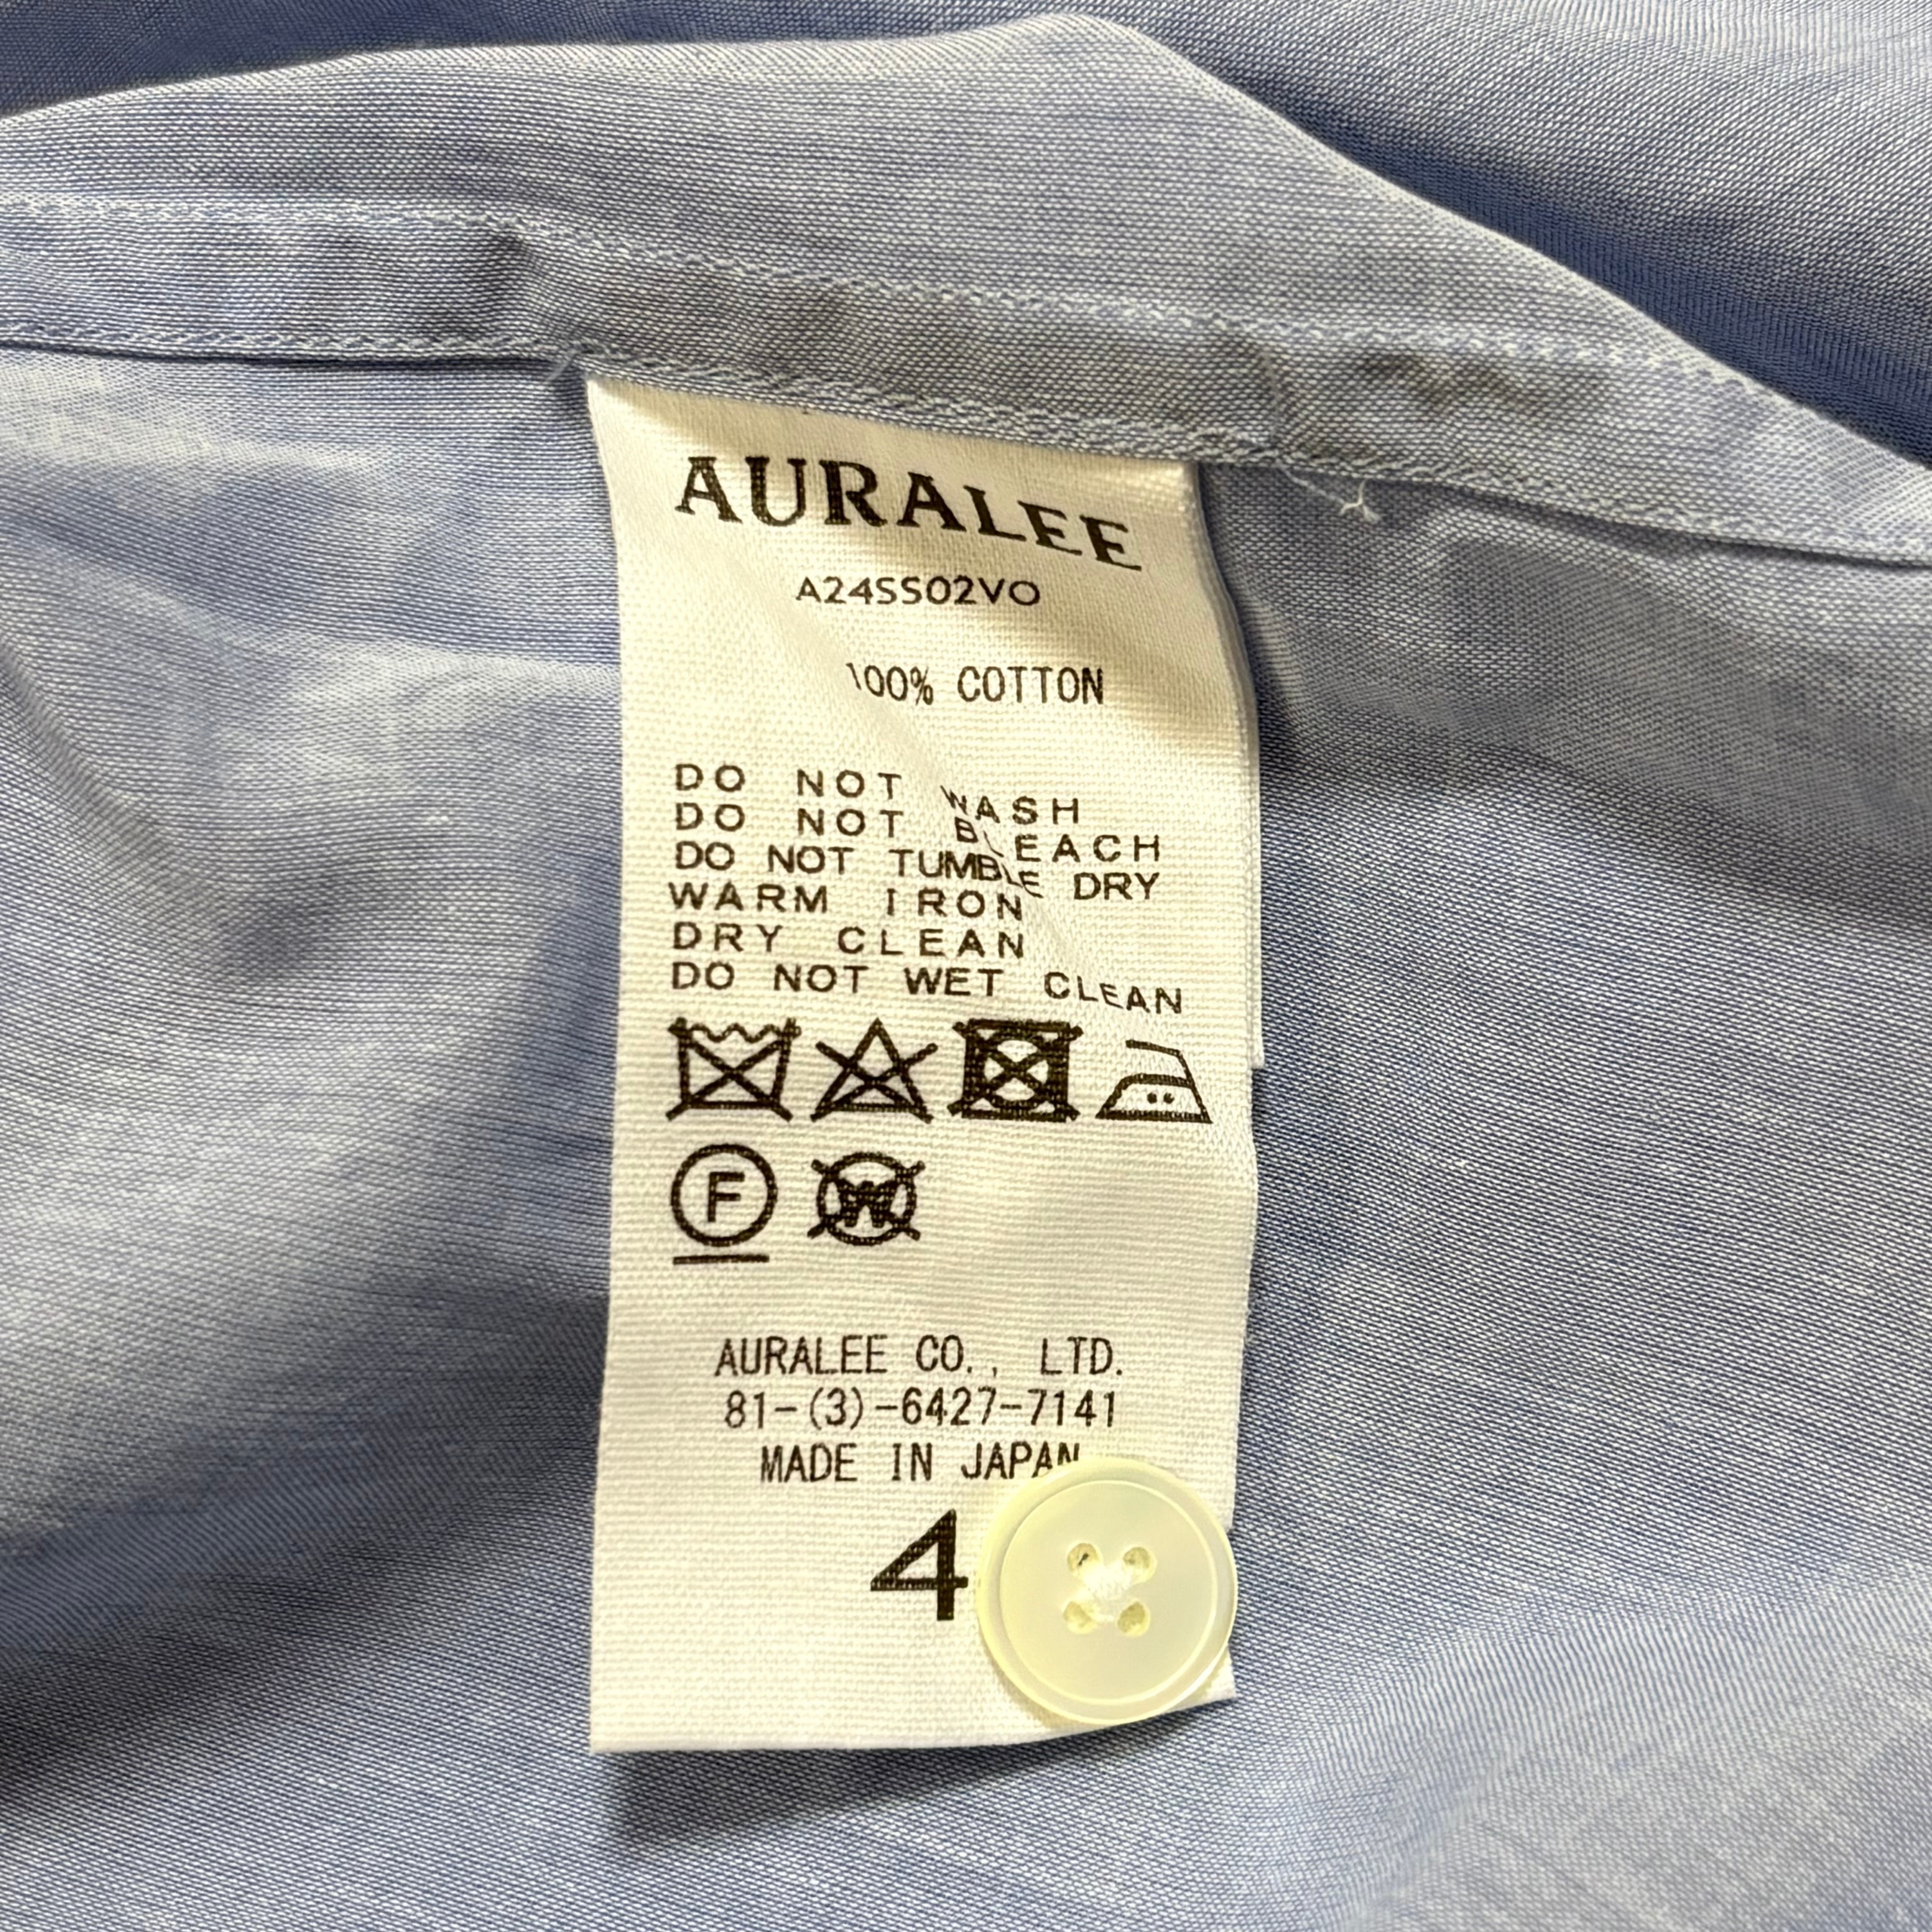 AURALEE
A24SS02VO
100% COTTON
DO NOT WASH
DO NOT BLEACH
DO NOT TUMBLE DRY
WARM IRON
DRY CLEAN
DO NOT WET CLEAN
F W
AURALEE CO., LTD.
81-(3)-6427-7141
MADE IN JAPAN
4